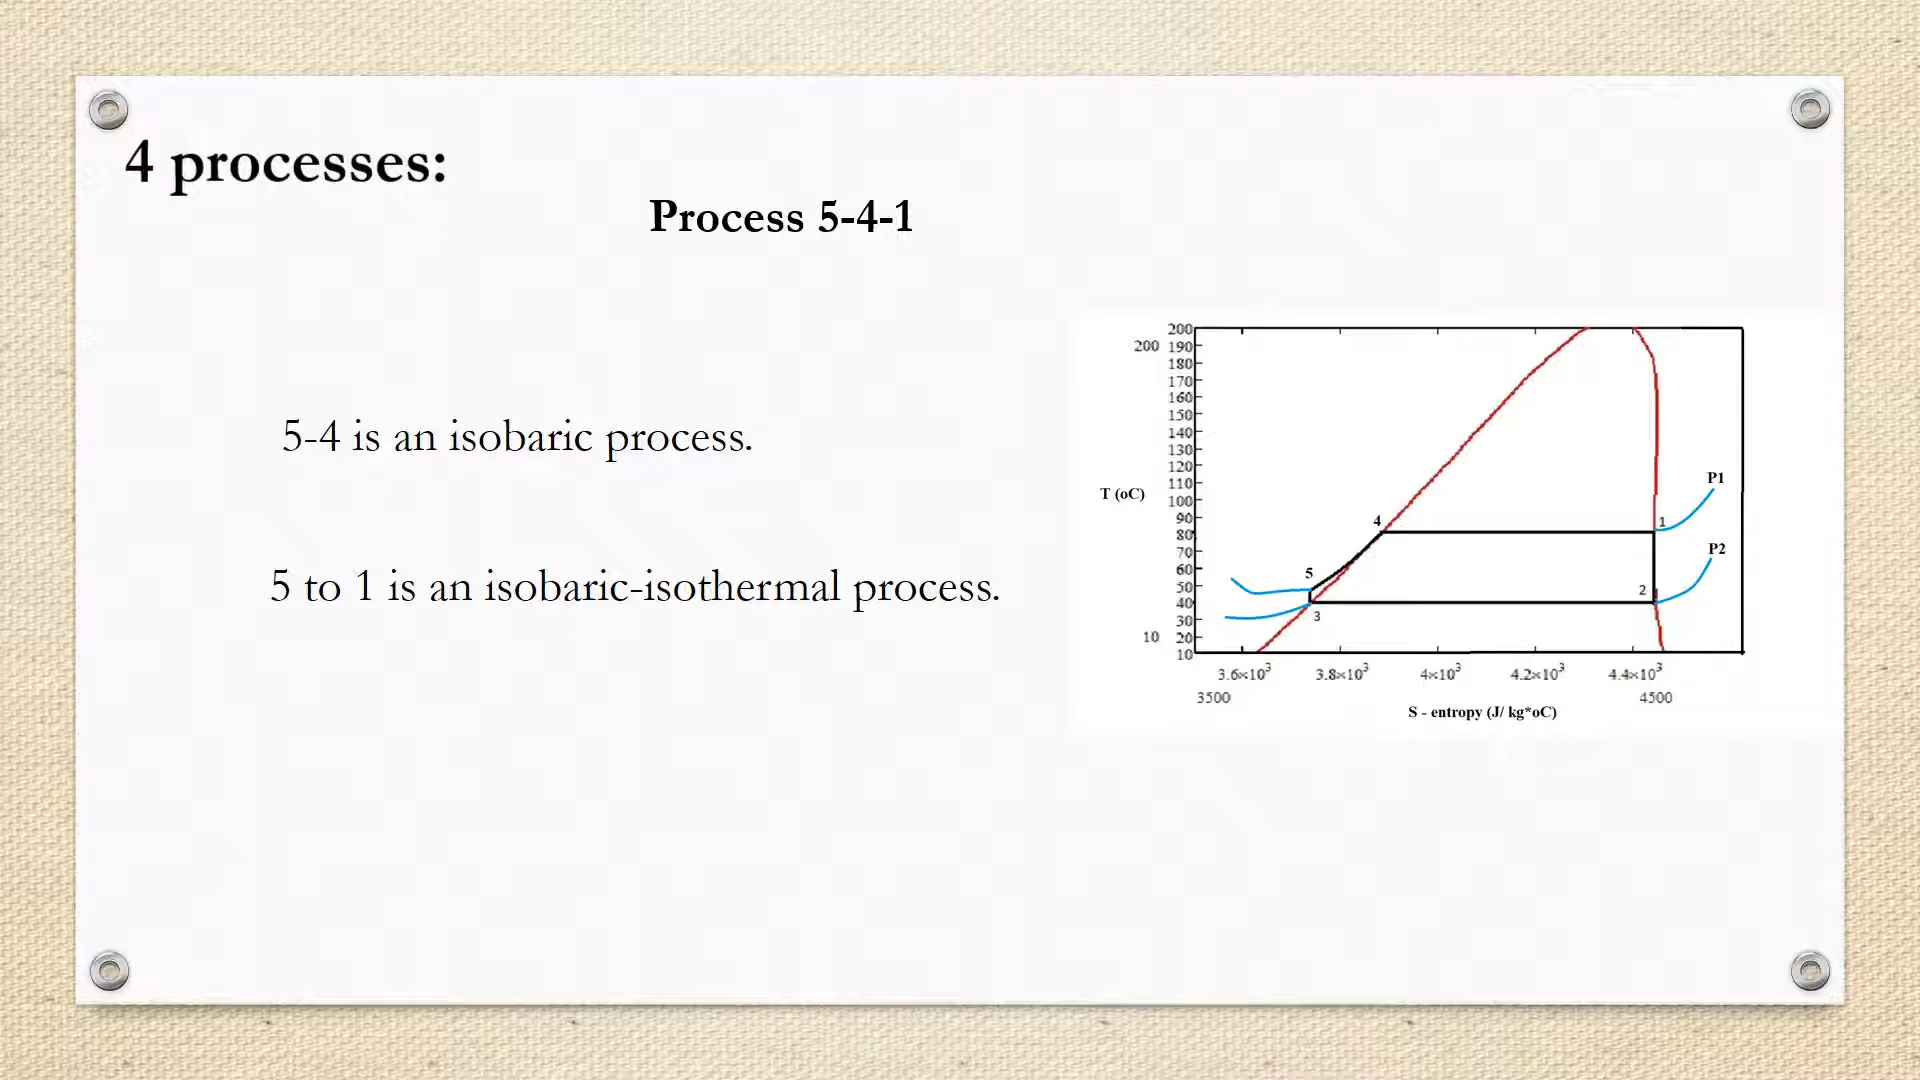 4 processes:
Process 5-4-1
5-4 is an isobaric process.
5 to 1 is an isobaric-isothermal process.
200
200 190
180
170
160
150
140
130
120
110
T (oC)
100
90
80
70
60
50
40
30
10 20
10
P1
4
1
P2
5
2
3
3.6×10³ 3.8×10³ 4×10³ 4.2×10³ 4.4×10³
3500 4500
S - entropy (J/ kg*oC)